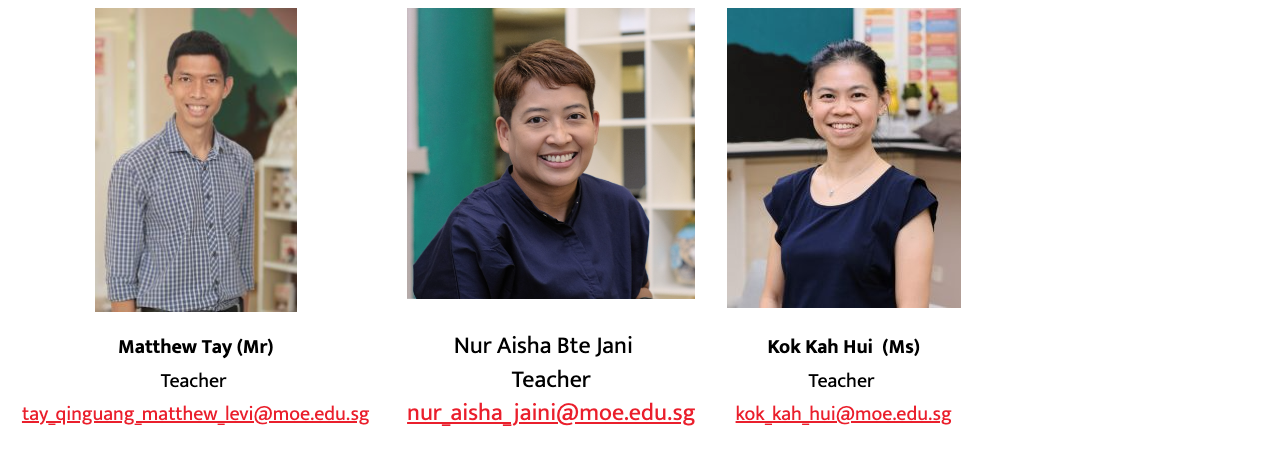 Matthew Tay (Mr)
Teacher
tay_qinguang_matthew_levi@moe.edu.sg
Nur Aisha Bte Jani
Teacher
nur_aisha_jaini@moe.edu.sg
Kok Kah Hui  (Ms)
Teacher
kok_kah_hui@moe.edu.sg